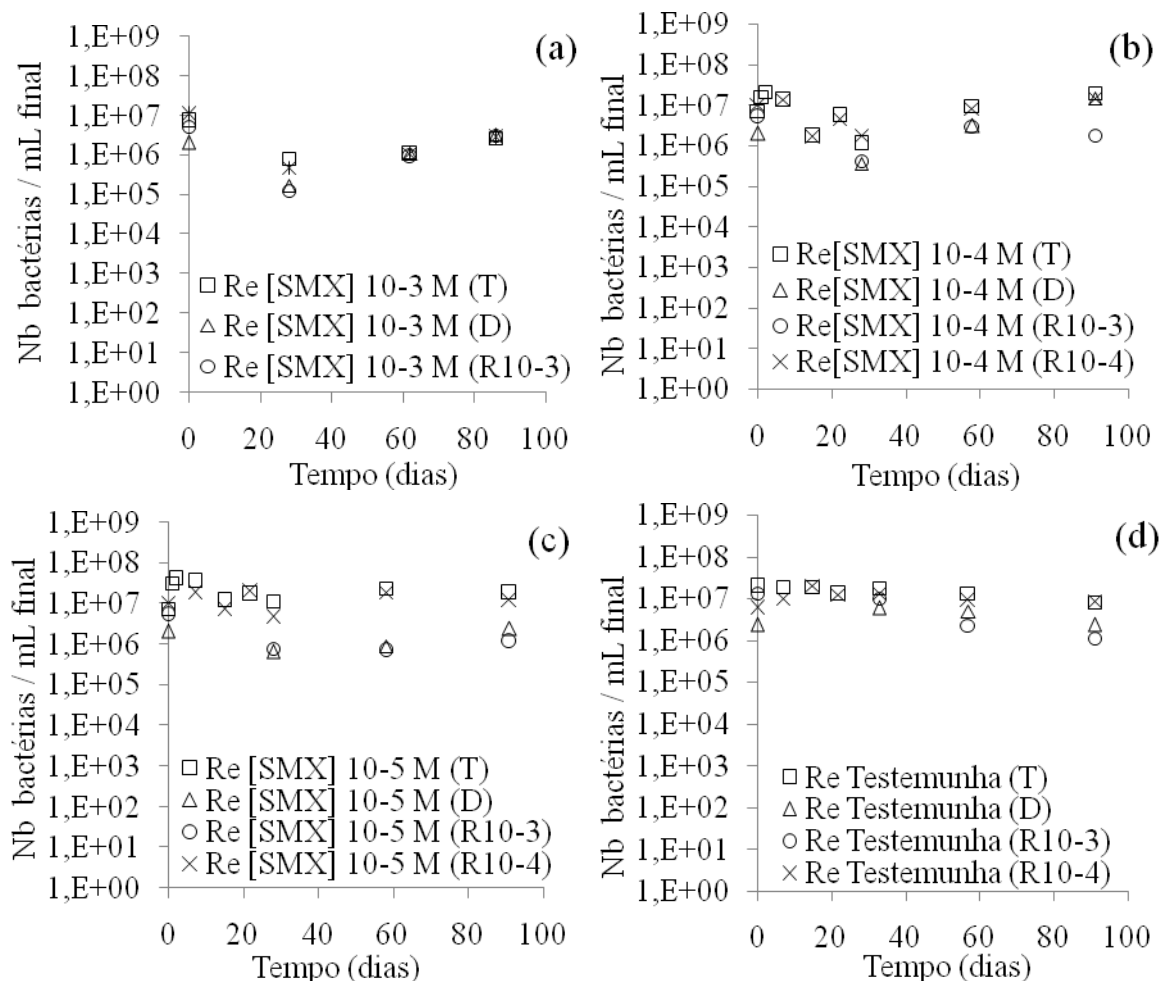 (a)
Nb bactérias / mL final
1,E+09
1,E+08
1,E+07
1,E+06
1,E+05
1,E+04
1,E+03
1,E+02
1,E+01
1,E+00
Re [SMX] 10-3 M (T)
Re [SMX] 10-3 M (D)
Re [SMX] 10-3 M (R10-3)
0 20 40 60 80 100
Tempo (dias)
(b)
Nb bactérias / mL final
1,E+09
1,E+08
1,E+07
1,E+06
1,E+05
1,E+04
1,E+03
1,E+02
1,E+01
1,E+00
Re[SMX] 10-4 M (T)
Re[SMX] 10-4 M (D)
Re[SMX] 10-4 M (R10-3)
Re[SMX] 10-4 M (R10-4)
0 20 40 60 80 100
Tempo (dias)
(c)
Nb bactérias / mL final
1,E+09
1,E+08
1,E+07
1,E+06
1,E+05
1,E+04
1,E+03
1,E+02
1,E+01
1,E+00
Re [SMX] 10-5 M (T)
Re [SMX] 10-5 M (D)
Re [SMX] 10-5 M (R10-3)
Re [SMX] 10-5 M (R10-4)
0 20 40 60 80 100
Tempo (dias)
(d)
Nb bactérias / mL final
1,E+09
1,E+08
1,E+07
1,E+06
1,E+05
1,E+04
1,E+03
1,E+02
1,E+01
1,E+00
Re Testemunha (T)
Re Testemunha (D)
Re Testemunha (R10-3)
Re Testemunha (R10-4)
0 20 40 60 80 100
Tempo (dias)